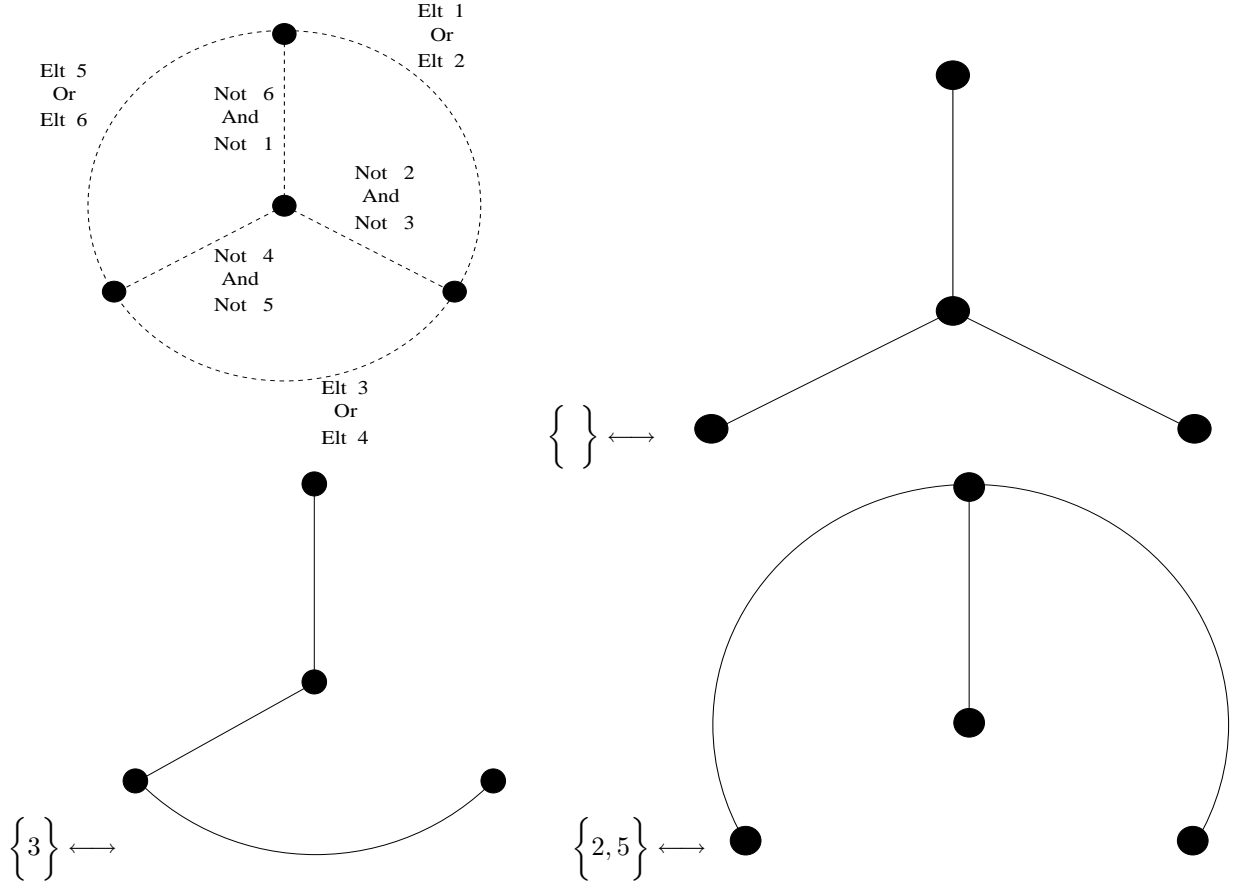 Elt 1
Or
Elt 2
Elt 5
Or
Elt 6
Not 6
And
Not 1
Not 2
And
Not 3
Not 4
And
Not 5
Elt 3
Or
Elt 4
{ } ⟷
{3} ⟷
{2, 5} ⟷